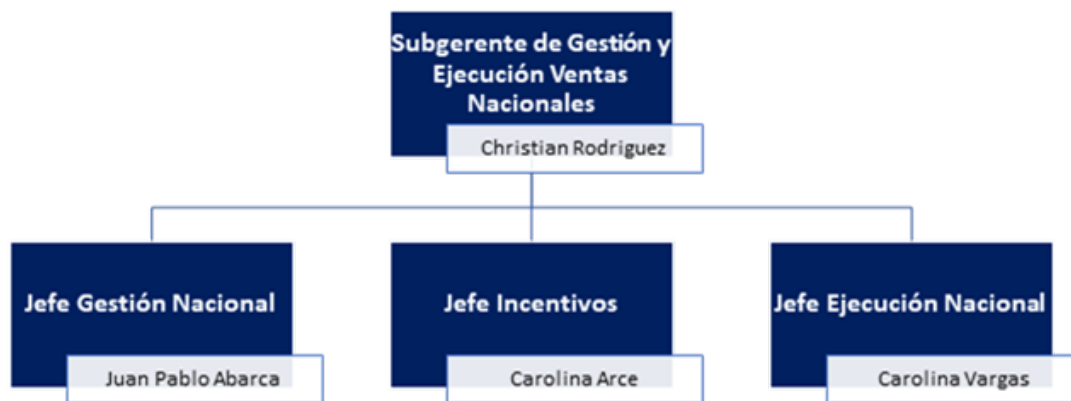 Subgerente de Gestión y
Ejecución Ventas
Nacionales
Christian Rodriguez
Jefe Gestión Nacional
Juan Pablo Abarca
Jefe Incentivos
Carolina Arce
Jefe Ejecución Nacional
Carolina Vargas